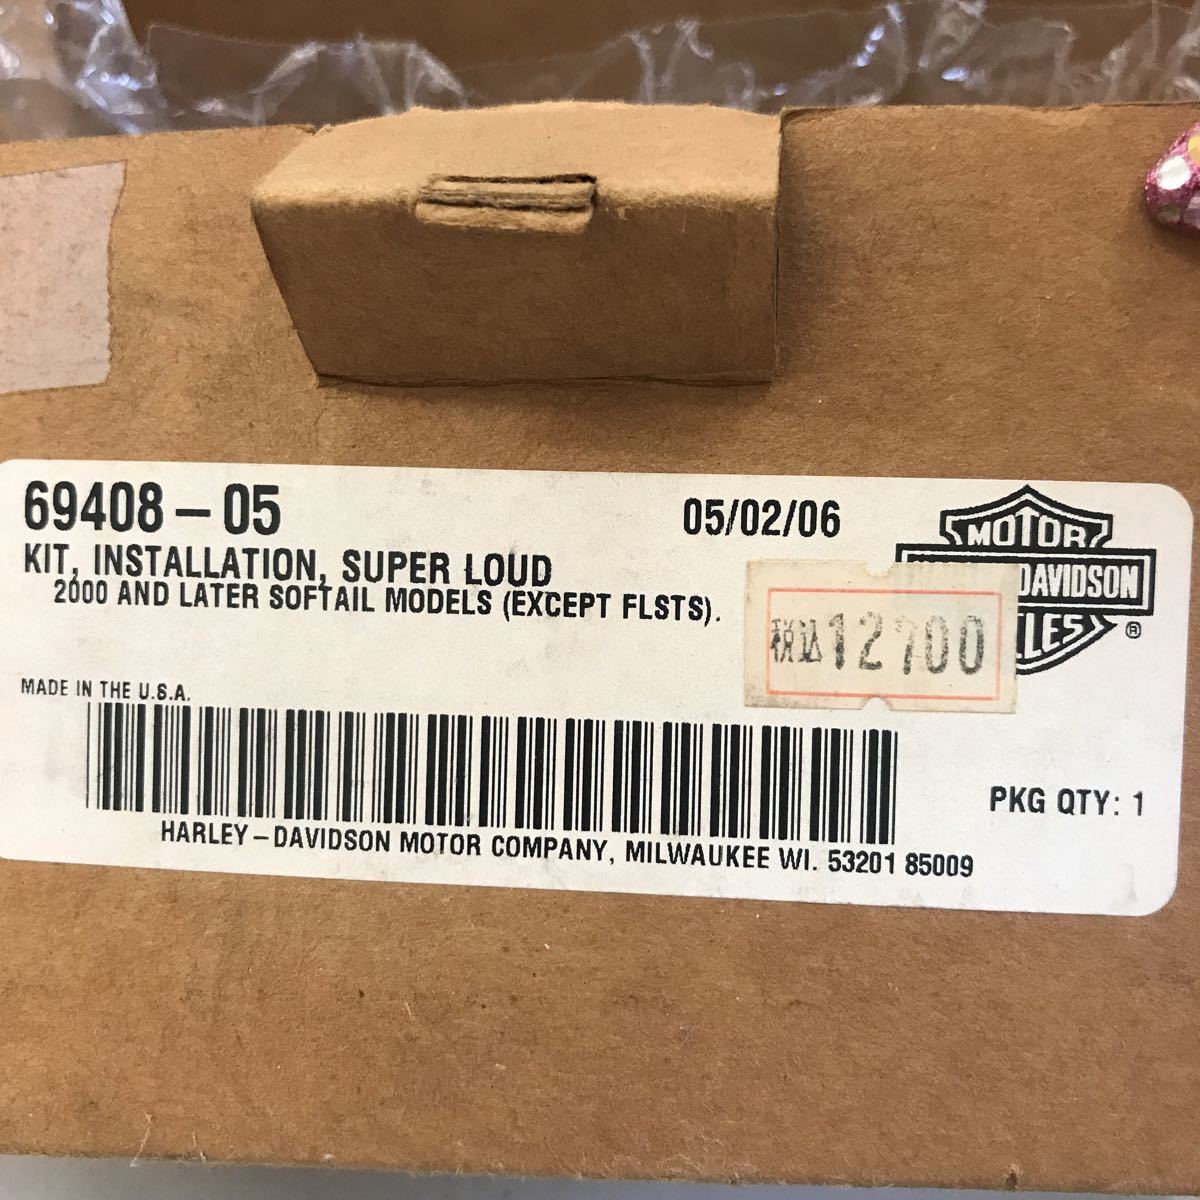 69408-05
05/02/06
KIT, INSTALLATION, SUPER LOUD
2000 AND LATER SOFTAIL MODELS (EXCEPT FLSTS).
MOTOR
DAVIDSON
CLES
®
税込12700
MADE IN THE U.S.A.
PKG QTY: 1
HARLEY-DAVIDSON MOTOR COMPANY, MILWAUKEE WI. 53201 85009